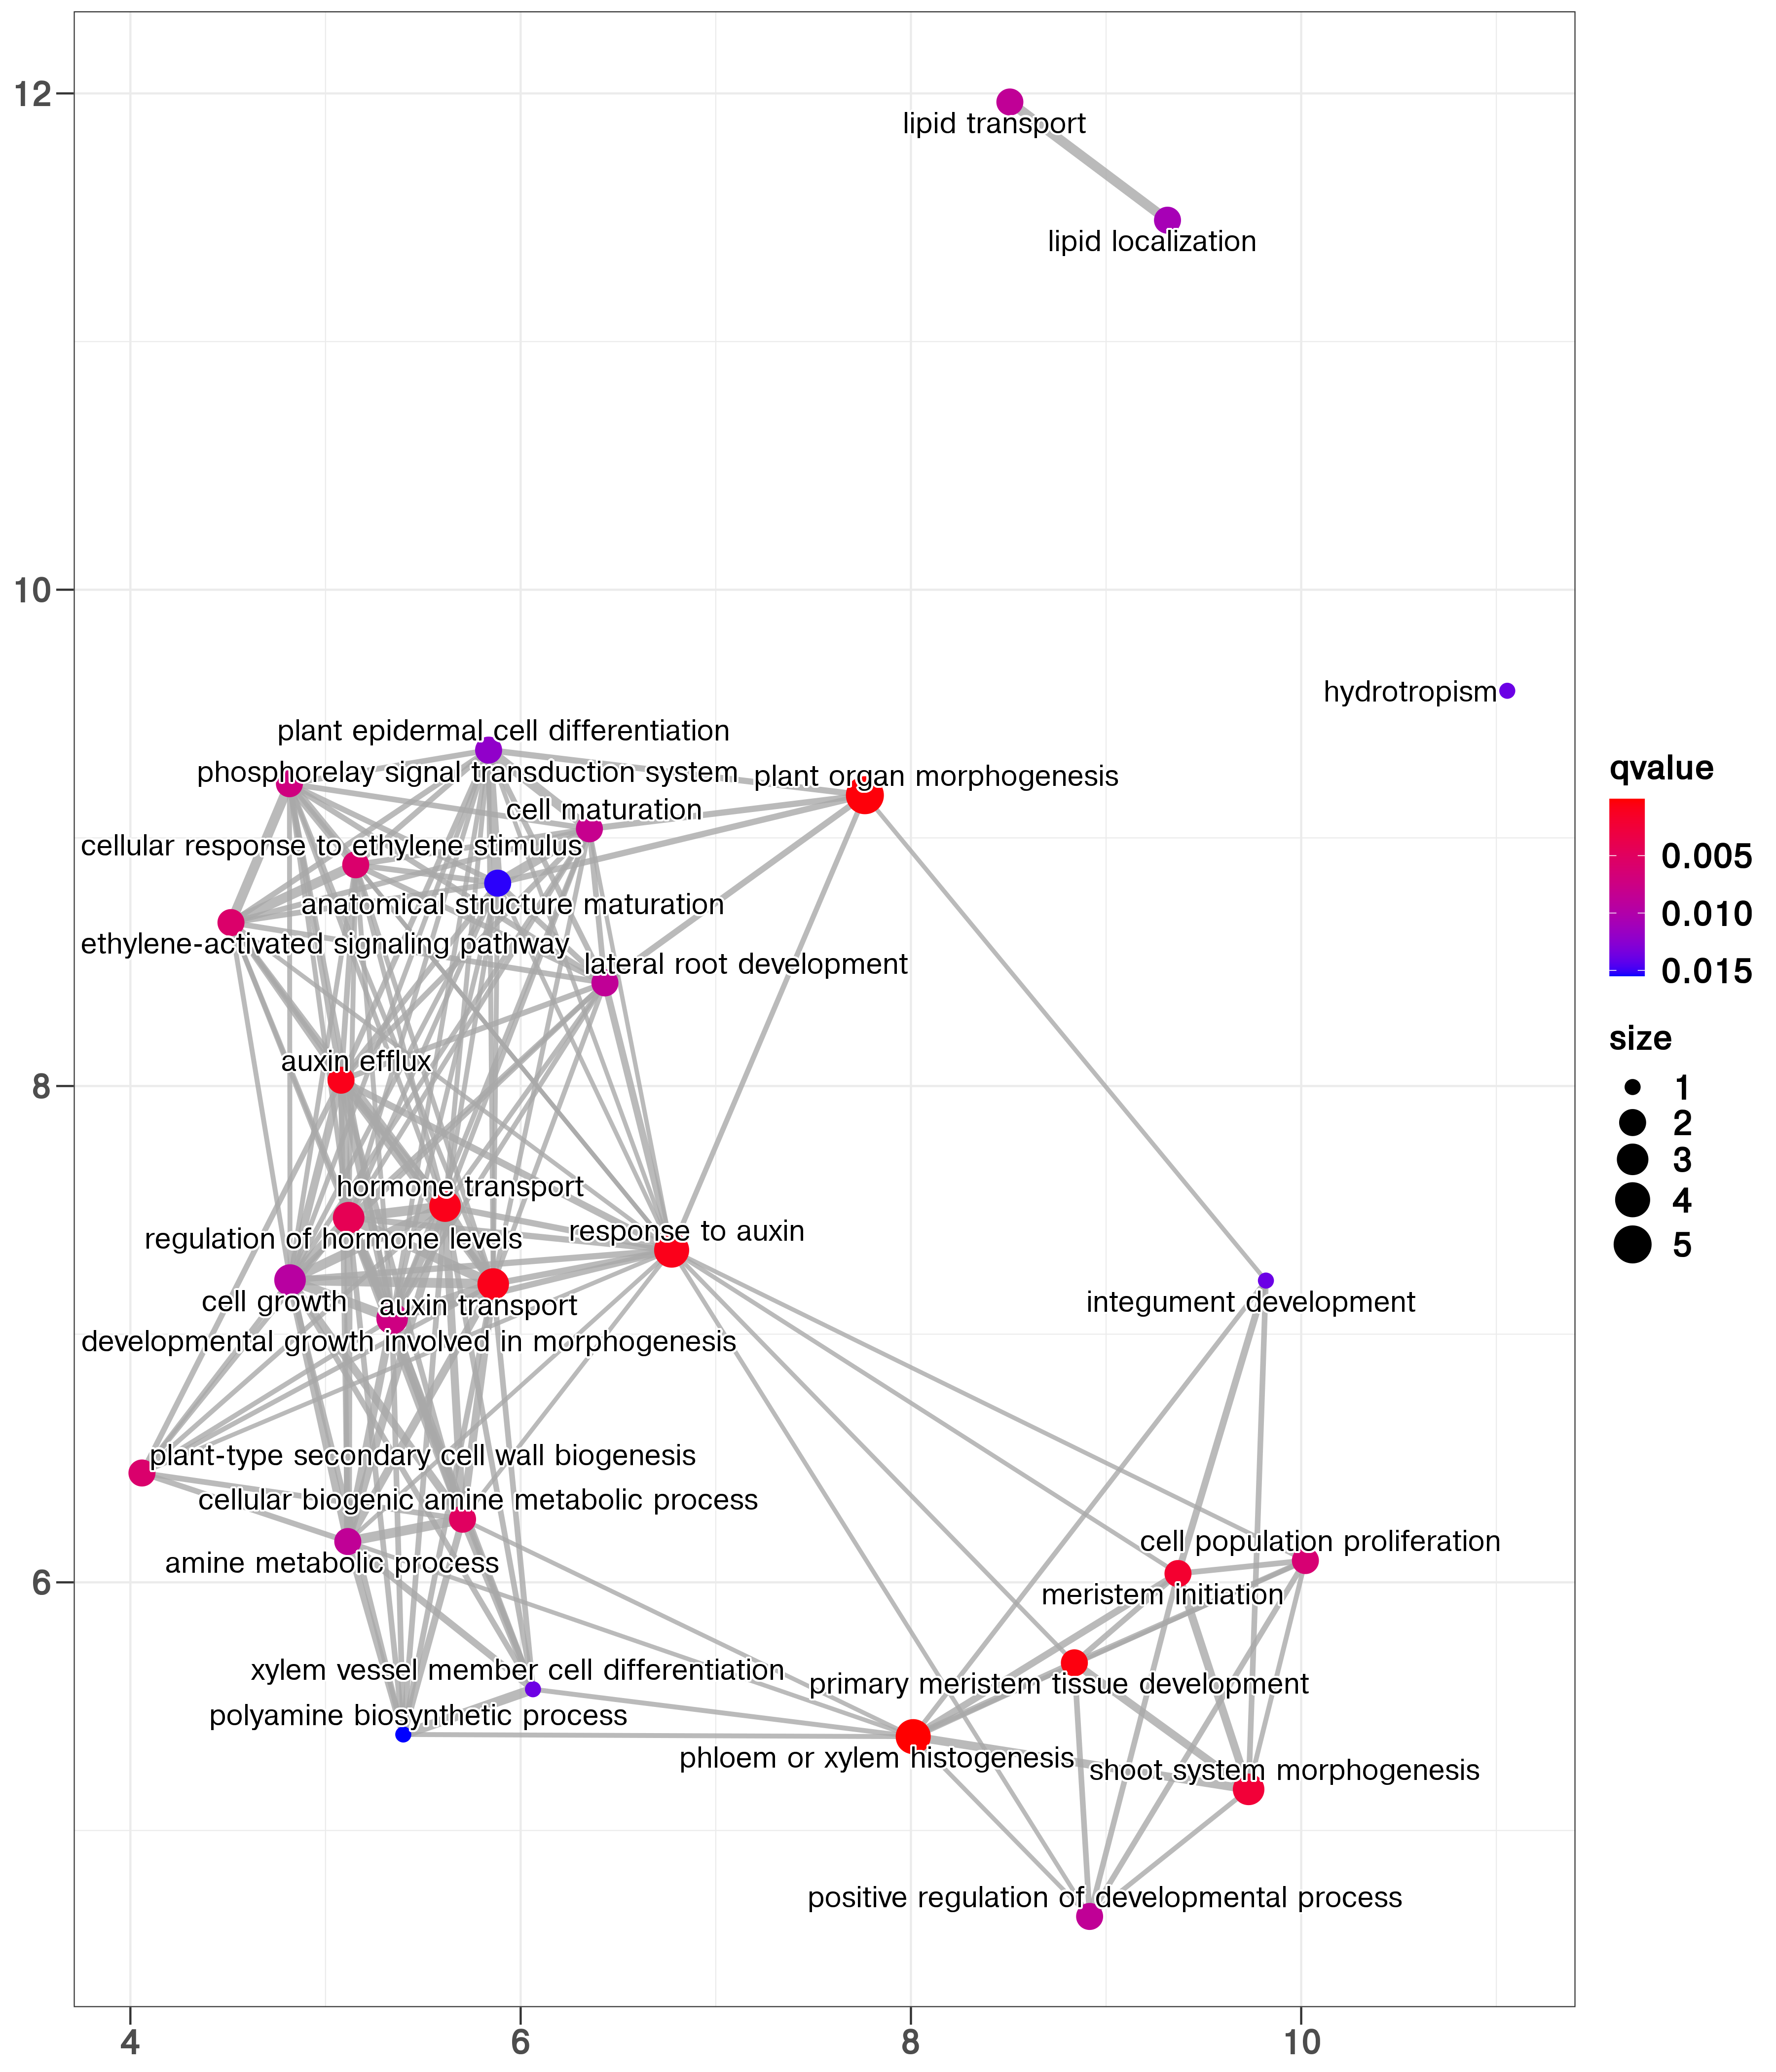 12
lipid transport
lipid localization
10
hydrotropism
plant epidermal cell differentiation
phosphorelay signal transduction system
plant organ morphogenesis
cell maturation
cellular response to ethylene stimulus
anatomical structure maturation
ethylene-activated signaling pathway
lateral root development
auxin efflux
8
hormone transport
regulation of hormone levels
response to auxin
cell growth
auxin transport
integument development
developmental growth involved in morphogenesis
plant-type secondary cell wall biogenesis
cellular biogenic amine metabolic process
cell population proliferation
amine metabolic process
6
meristem initiation
xylem vessel member cell differentiation
primary meristem tissue development
polyamine biosynthetic process
phloem or xylem histogenesis
shoot system morphogenesis
positive regulation of developmental process
4
6
8
10
qvalue
0.005
0.010
0.015
size
1
2
3
4
5